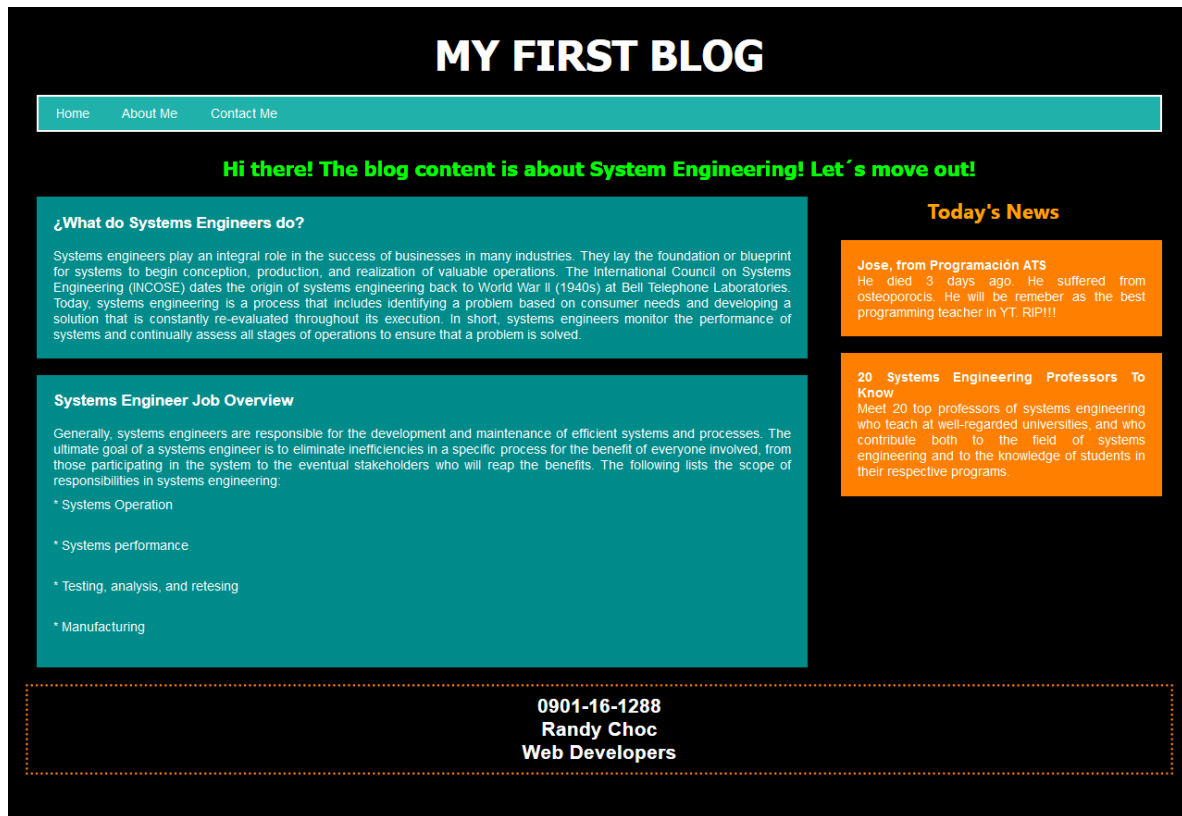 MY FIRST BLOG
Home About Me Contact Me
Hi there! The blog content is about System Engineering! Let´s move out!
¿What do Systems Engineers do?
Systems engineers play an integral role in the success of businesses in many industries. They lay the foundation or blueprint
for systems to begin conception, production, and realization of valuable operations. The International Council on Systems
Engineering (INCOSE) dates the origin of systems engineering back to World War II (1940s) at Bell Telephone Laboratories.
Today, systems engineering is a process that includes identifying a problem based on consumer needs and developing a
solution that is constantly re-evaluated throughout its execution. In short, systems engineers monitor the performance of
systems and continually assess all stages of operations to ensure that a problem is solved.
Systems Engineer Job Overview
Generally, systems engineers are responsible for the development and maintenance of efficient systems and processes. The
ultimate goal of a systems engineer is to eliminate inefficiencies in a specific process for the benefit of everyone involved, from
those participating in the system to the eventual stakeholders who will reap the benefits. The following lists the scope of
responsibilities in systems engineering:
* Systems Operation
* Systems performance
* Testing, analysis, and retesing
* Manufacturing
Today's News
Jose, from Programación ATS
He died 3 days ago. He suffered from
osteoporocis. He will be remeber as the best
programming teacher in YT. RIP!!!
20 Systems Engineering Professors To
Know
Meet 20 top professors of systems engineering
who teach at well-regarded universities, and who
contribute both to the field of systems
engineering and to the knowledge of students in
their respective programs.
0901-16-1288
Randy Choc
Web Developers